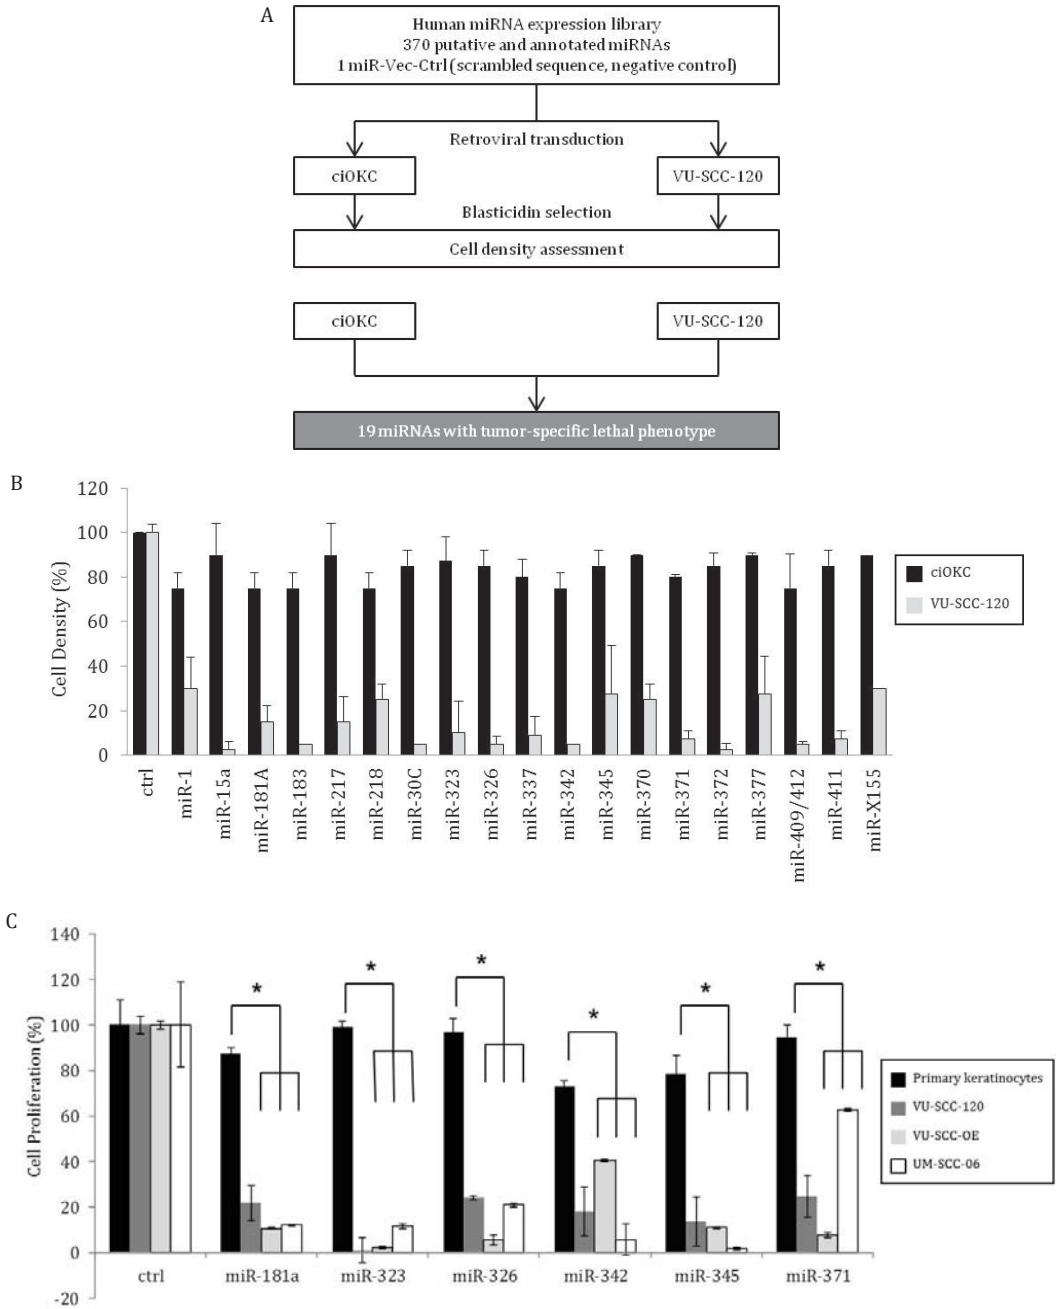 A
Human miRNA expression library
370 putative and annotated miRNAs
1 miR-Vec-Ctrl (scrambled sequence, negative control)
Retroviral transduction
ciOKC
VU-SCC-120
Blasticidin selection
Cell density assessment
ciOKC
VU-SCC-120
19 miRNAs with tumor-specific lethal phenotype
B
Cell Density (%)
120
100
80
60
40
20
0
ctrl
miR-1
miR-15a
miR-181A
miR-183
miR-217
miR-218
miR-30C
miR-323
miR-326
miR-337
miR-342
miR-345
miR-370
miR-371
miR-372
miR-377
miR-409/412
miR-411
miR-X155
ciOKC
VU-SCC-120
C
Cell Proliferation (%)
140
120
100
80
60
40
20
0
-20
*
*
*
*
*
*
ctrl
miR-181a
miR-323
miR-326
miR-342
miR-345
miR-371
Primary keratinocytes
VU-SCC-120
VU-SCC-OE
UM-SCC-06